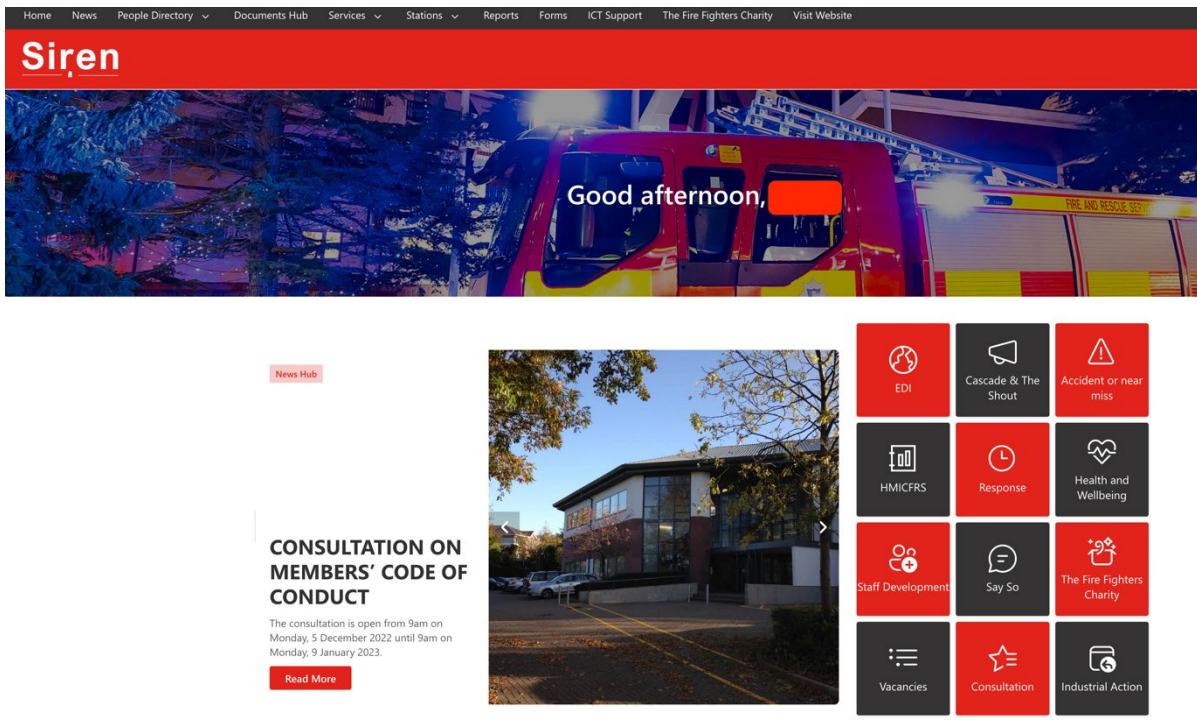 Home News People Directory Documents Hub Services Stations Reports Forms ICT Support The Fire Fighters Charity Visit Website
Siren
Good afternoon,
FIRE AND RESCUE
News Hub
CONSULTATION ON
MEMBERS’ CODE OF
CONDUCT
The consultation is open from 9am on
Monday, 5 December 2022 until 9am on
Monday, 9 January 2023.
Read More
EDI
Cascade & The
Shout
Accident or near
miss
HMICFRS
Response
Health and
Wellbeing
Staff Development
Say So
The Fire Fighters
Charity
Vacancies
Consultation
Industrial Action